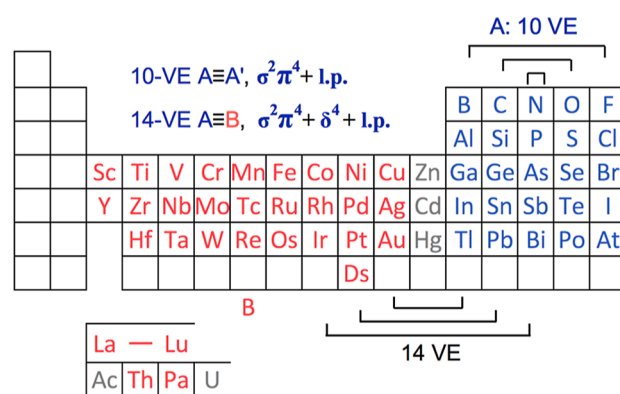 A: 10 VE
10-VE A≡A', σ²π⁴+ l.p.
14-VE A≡B, σ²π⁴+ δ⁴ + l.p.
B C N O F
Al Si P S Cl
Sc Ti V Cr Mn Fe Co Ni Cu Zn Ga Ge As Se Br
Y Zr Nb Mo Tc Ru Rh Pd Ag Cd In Sn Sb Te I
Hf Ta W Re Os Ir Pt Au Hg Tl Pb Bi Po At
Ds
B
14 VE
La — Lu
Ac Th Pa U